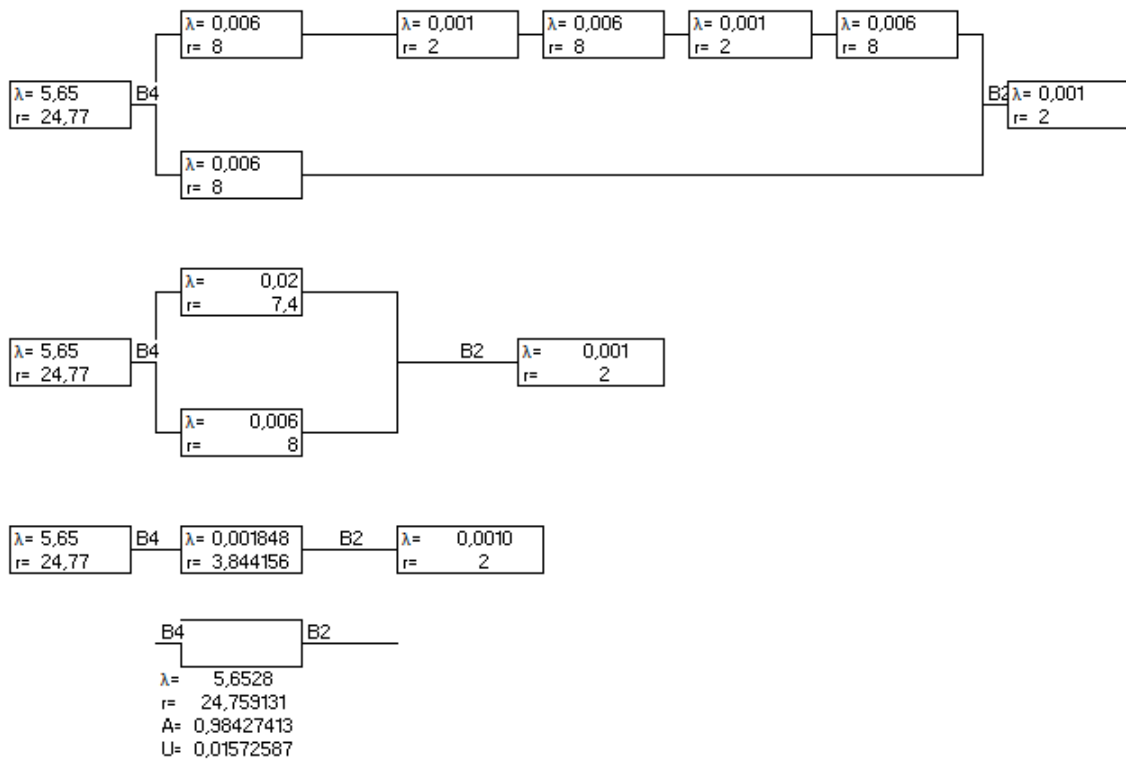 λ= 0,006
r= 8
λ= 0,001
r= 2
λ= 0,006
r= 8
λ= 0,001
r= 2
λ= 0,006
r= 8
λ= 5,65
r= 24,77
B4
B2
λ= 0,001
r= 2
λ= 0,006
r= 8
λ= 0,02
r= 7,4
λ= 5,65
r= 24,77
B4
B2
λ= 0,001
r= 2
λ= 0,006
r= 8
λ= 5,65
r= 24,77
B4
λ= 0,001848
r= 3,844156
B2
λ= 0,0010
r= 2
B4
B2
λ= 5,6528
r= 24,759131
A= 0,98427413
U= 0,01572587